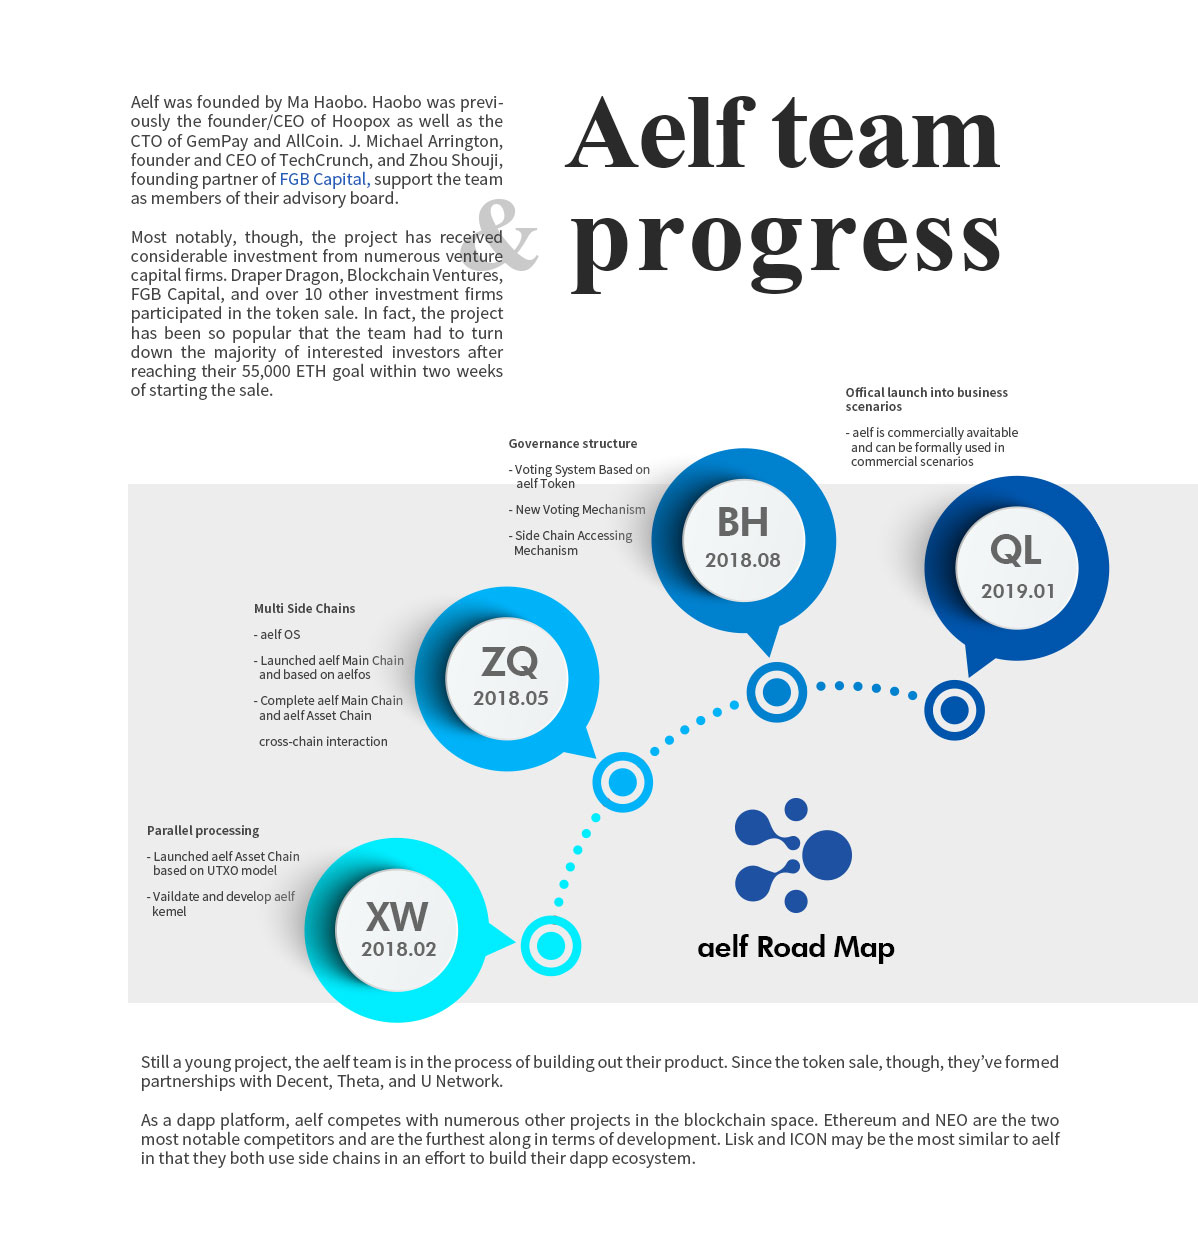 Aelf team
& progress
Aelf was founded by Ma Haobo. Haobo was previ-
ously the founder/CEO of Hoopox as well as the
CTO of GemPay and AllCoin. J. Michael Arrington,
founder and CEO of TechCrunch, and Zhou Shouji,
founding partner of FGB Capital, support the team
as members of their advisory board.
Most notably, though, the project has received
considerable investment from numerous venture
capital firms. Draper Dragon, Blockchain Ventures,
FGB Capital, and over 10 other investment firms
participated in the token sale. In fact, the project
has been so popular that the team had to turn
down the majority of interested investors after
reaching their 55,000 ETH goal within two weeks
of starting the sale.
Offical launch into business
scenarios
- aelf is commercially avaitable
and can be formally used in
commercial scenarios
QL
2019.01
Governance structure
- Voting System Based on
aelf Token
- New Voting Mechanism
- Side Chain Accessing
Mechanism
BH
2018.08
Multi Side Chains
- aelf OS
- Launched aelf Main Chain
and based on aelfos
- Complete aelf Main Chain
and aelf Asset Chain
cross-chain interaction
ZQ
2018.05
Parallel processing
- Launched aelf Asset Chain
based on UTXO model
- Vaildate and develop aelf
kemel
XW
2018.02
aelf Road Map
Still a young project, the aelf team is in the process of building out their product. Since the token sale, though, they’ve formed
partnerships with Decent, Theta, and U Network.
As a dapp platform, aelf competes with numerous other projects in the blockchain space. Ethereum and NEO are the two
most notable competitors and are the furthest along in terms of development. Lisk and ICON may be the most similar to aelf
in that they both use side chains in an effort to build their dapp ecosystem.